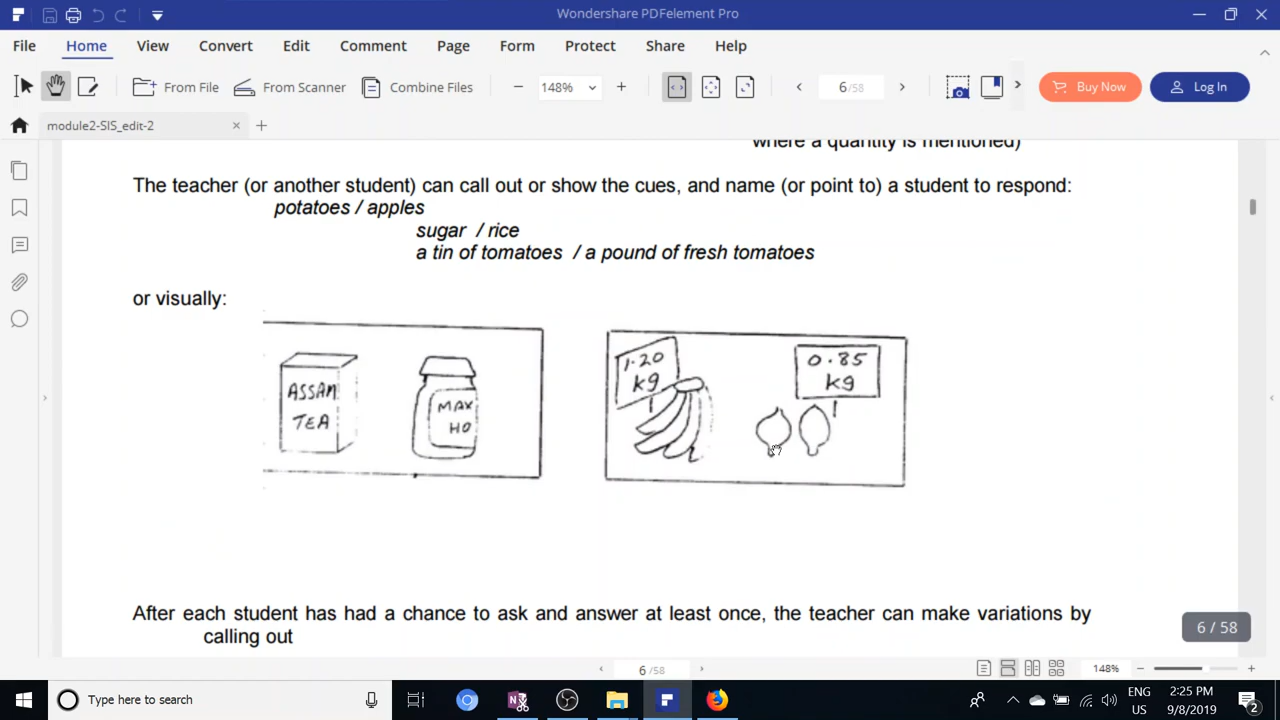 Wondershare PDFelement Pro
File Home View Convert Edit Comment Page Form Protect Share Help
From File From Scanner Combine Files 148% 6/58 Buy Now Log In
module2-SIS_edit-2
where a quantity is mentioned)
The teacher (or another student) can call out or show the cues, and name (or point to) a student to respond:
potatoes / apples
sugar / rice
a tin of tomatoes / a pound of fresh tomatoes
or visually:
ASSAM
TEA
MAX
HO
1.20
kg
0.85
kg
After each student has had a chance to ask and answer at least once, the teacher can make variations by
calling out
6 / 58
6 /58
148%
Type here to search
ENG
US
2:25 PM
9/8/2019
2